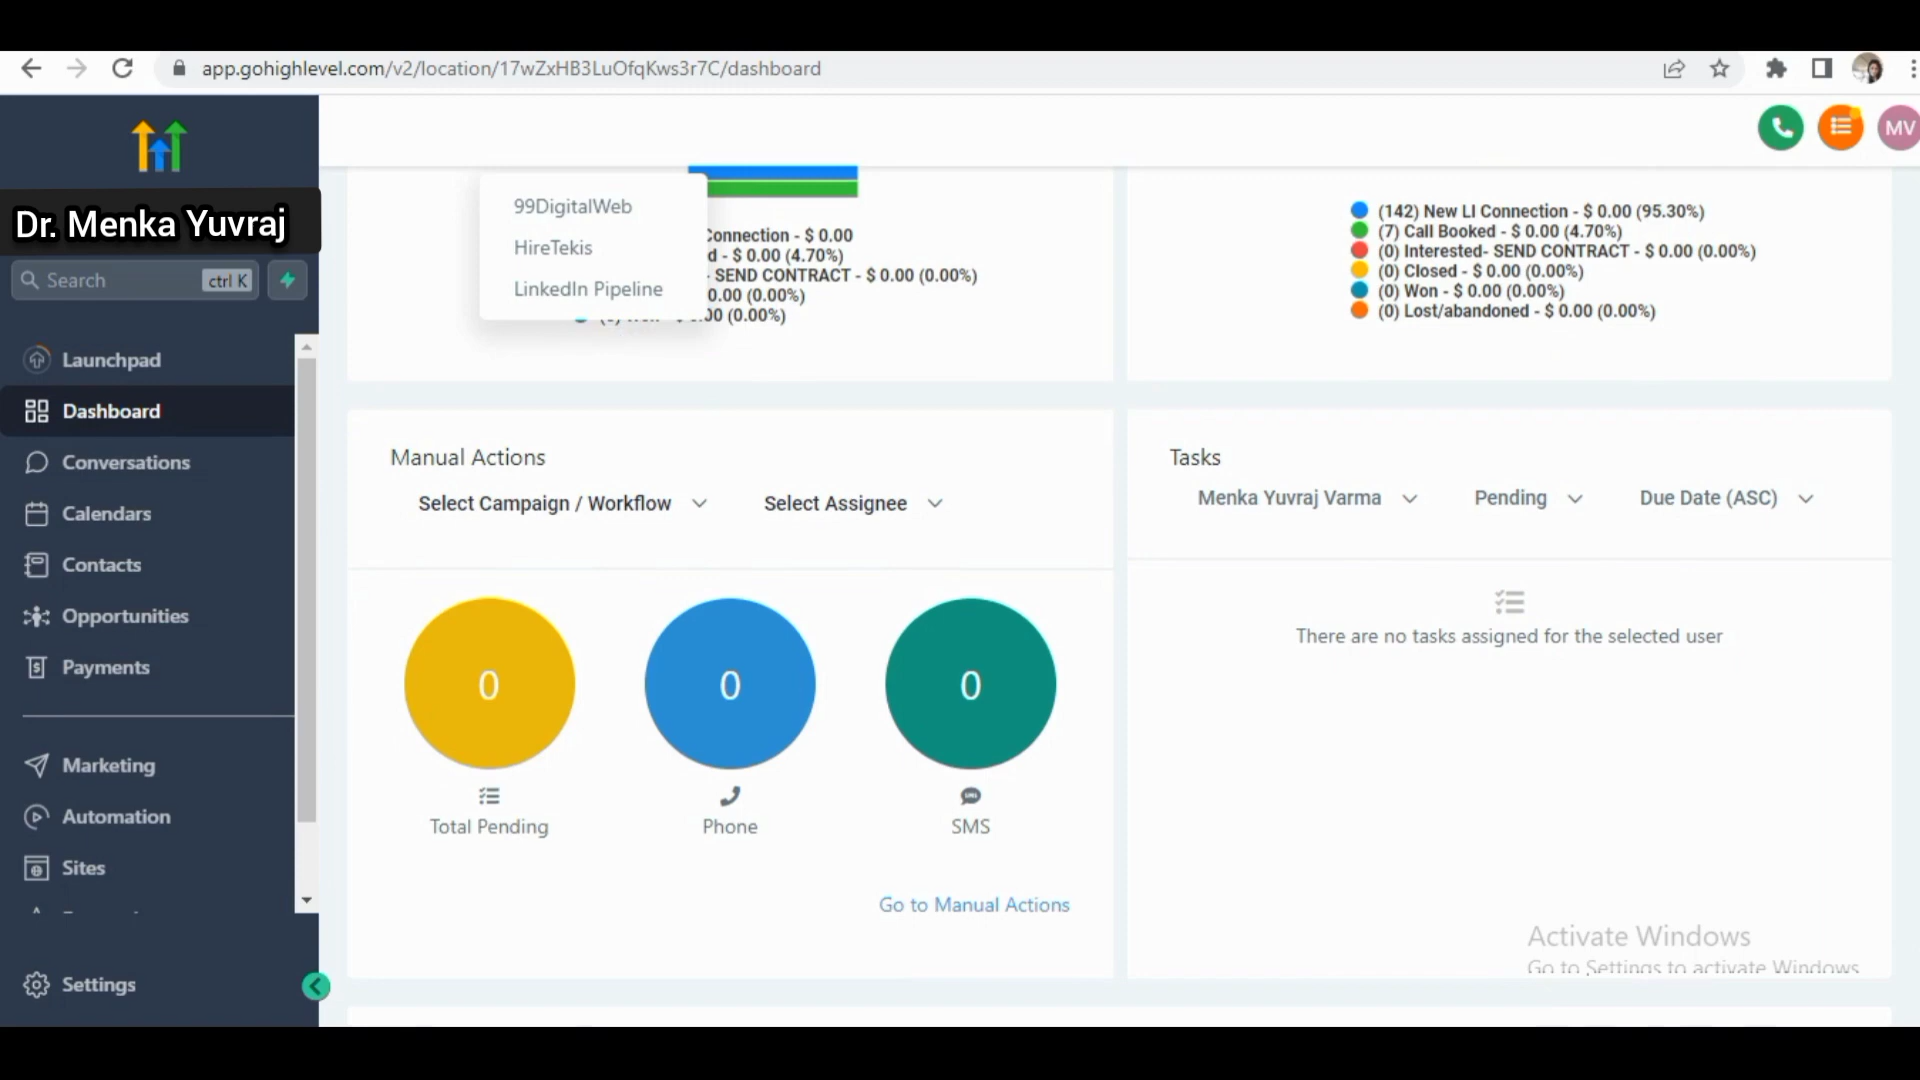 app.gohighlevel.com/v2/location/17wZxHB3LuOfqKws3r7C/dashboard
MV
Dr. Menka Yuvraj
Search
ctrl K
Launchpad
Dashboard
Conversations
Calendars
Contacts
Opportunities
Payments
Marketing
Automation
Sites
Settings
99DigitalWeb
HireTekis
LinkedIn Pipeline
Connection - $ 0.00
d - $ 0.00 (4.70%)
- SEND CONTRACT - $ 0.00 (0.00%)
0.00 (0.00%)
00 (0.00%)
(142) New LI Connection - $ 0.00 (95.30%)
(7) Call Booked - $ 0.00 (4.70%)
(0) Interested- SEND CONTRACT - $ 0.00 (0.00%)
(0) Closed - $ 0.00 (0.00%)
(0) Won - $ 0.00 (0.00%)
(0) Lost/abandoned - $ 0.00 (0.00%)
Manual Actions
Select Campaign / Workflow
Select Assignee
0
0
0
Total Pending
Phone
SMS
Go to Manual Actions
Tasks
Menka Yuvraj Varma
Pending
Due Date (ASC)
There are no tasks assigned for the selected user
Activate Windows
Go to Settings to activate Windows